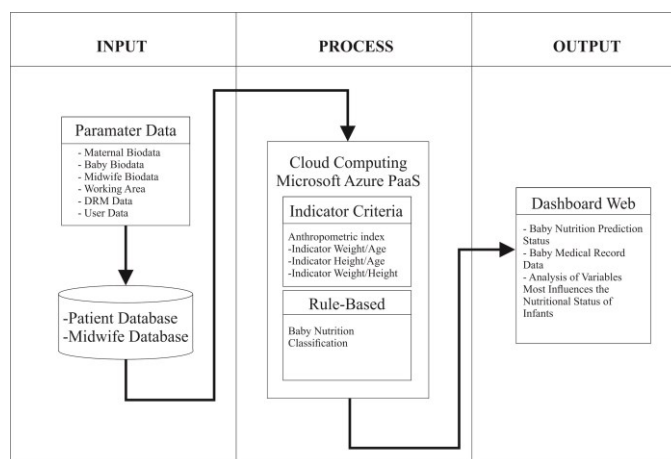 INPUT
PROCESS
OUTPUT
Paramater Data
- Maternal Biodata
- Baby Biodata
- Midwife Biodata
- Working Area
- DRM Data
- User Data
-Patient Database
-Midwife Database
Cloud Computing
Microsoft Azure PaaS
Indicator Criteria
Anthropometric index
-Indicator Weight/Age
-Indicator Height/Age
-Indicator Weight/Height
Rule-Based
Baby Nutrition
Classification
Dashboard Web
- Baby Nutrition Prediction
Status
- Baby Medical Record
Data
- Analysis of Variables
Most Influences the
Nutritional Status of
Infants